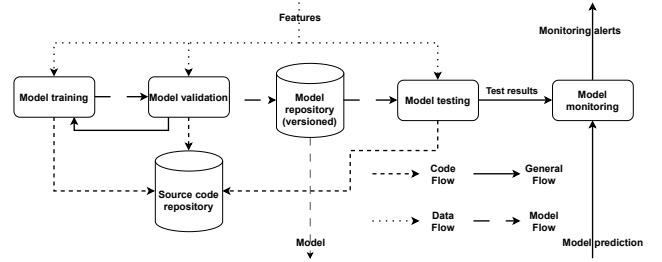 Features
Monitoring alerts
Model training
Model validation
Model
repository
(versioned)
Model testing
Test results
Model
monitoring
Source code
repository
Code
Flow
General
Flow
Data
Flow
Model
Flow
Model
Model prediction